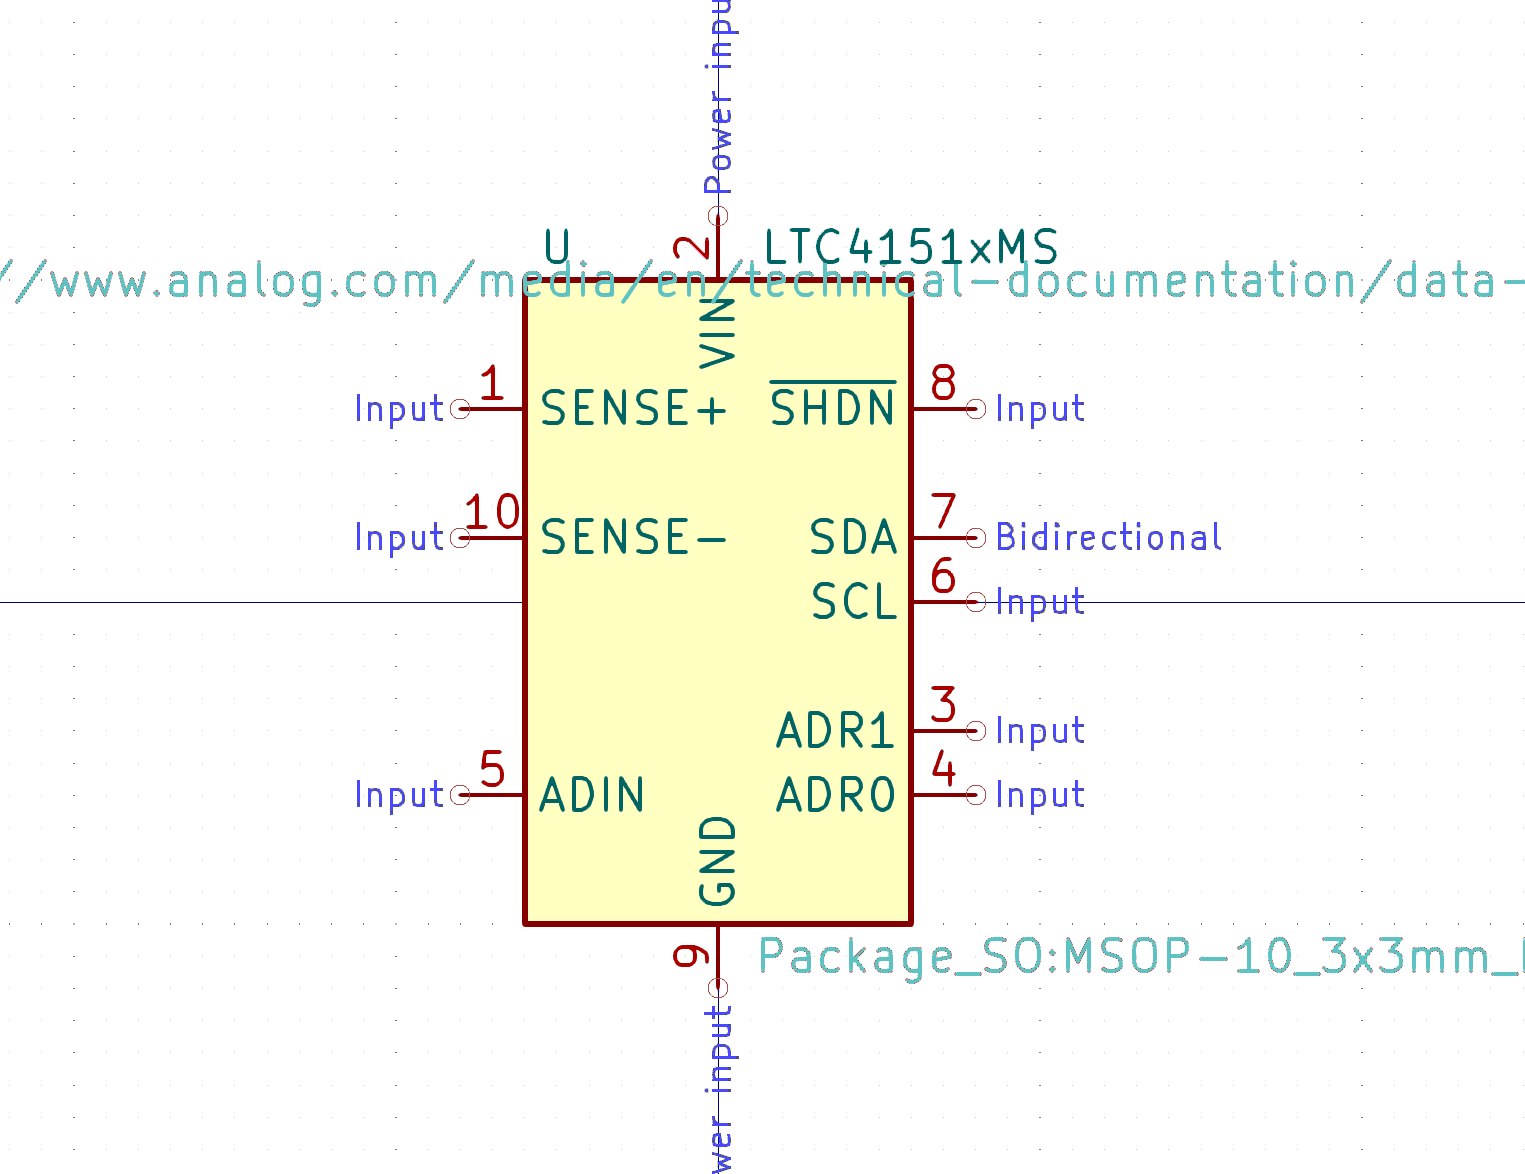 Power input
U
2
LTC4151xMS
//www.analog.com/media/en/technical-documentation/data-
VIN
1
Input
SENSE+
SHDN
8
Input
10
Input
SENSE-
SDA
7
Bidirectional
SCL
6
Input
ADR1
3
Input
5
Input
ADIN
ADR0
4
Input
GND
9
Package_SO:MSOP-10_3x3mm_
wer input